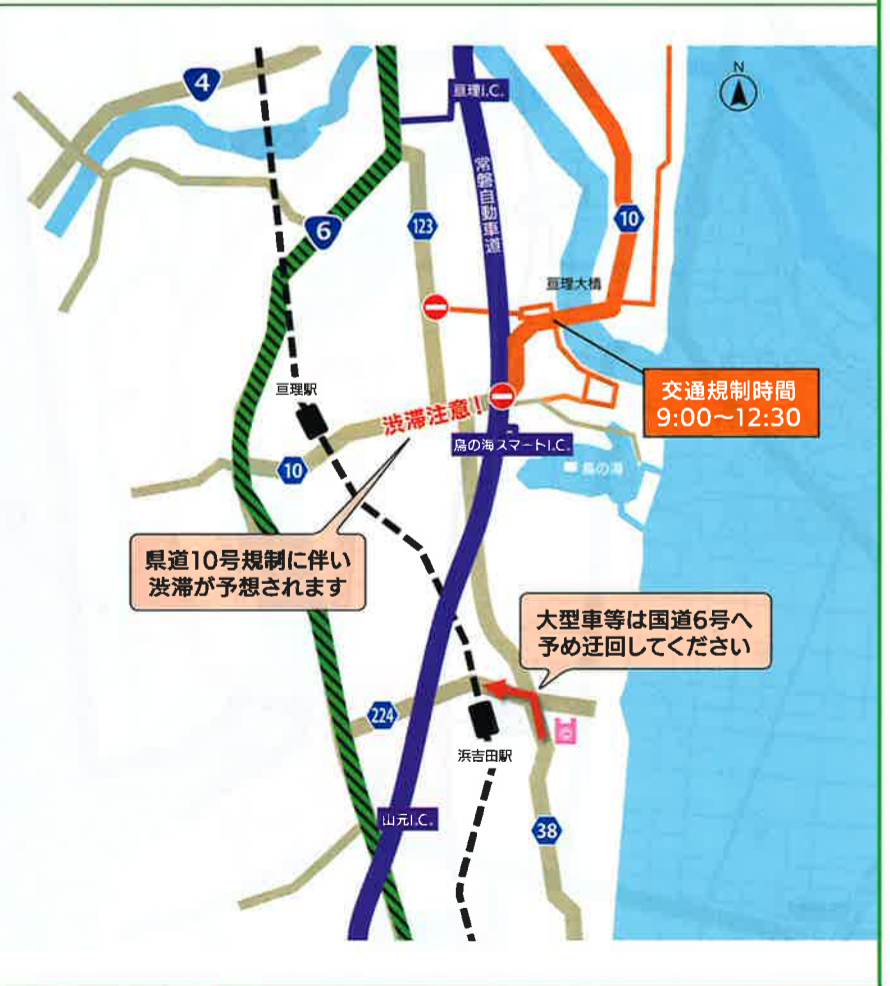 N
4
亘理I.C.
常磐自動車道
6
123
10
亘理大橋
交通規制時間
9:00～12:30
亘理駅
渋滞注意！
鳥の海スマートI.C.
10
鳥の海
県道10号規制に伴い
渋滞が予想されます
大型車等は国道6号へ
予め迂回してください
224
浜吉田駅
山元I.C.
38